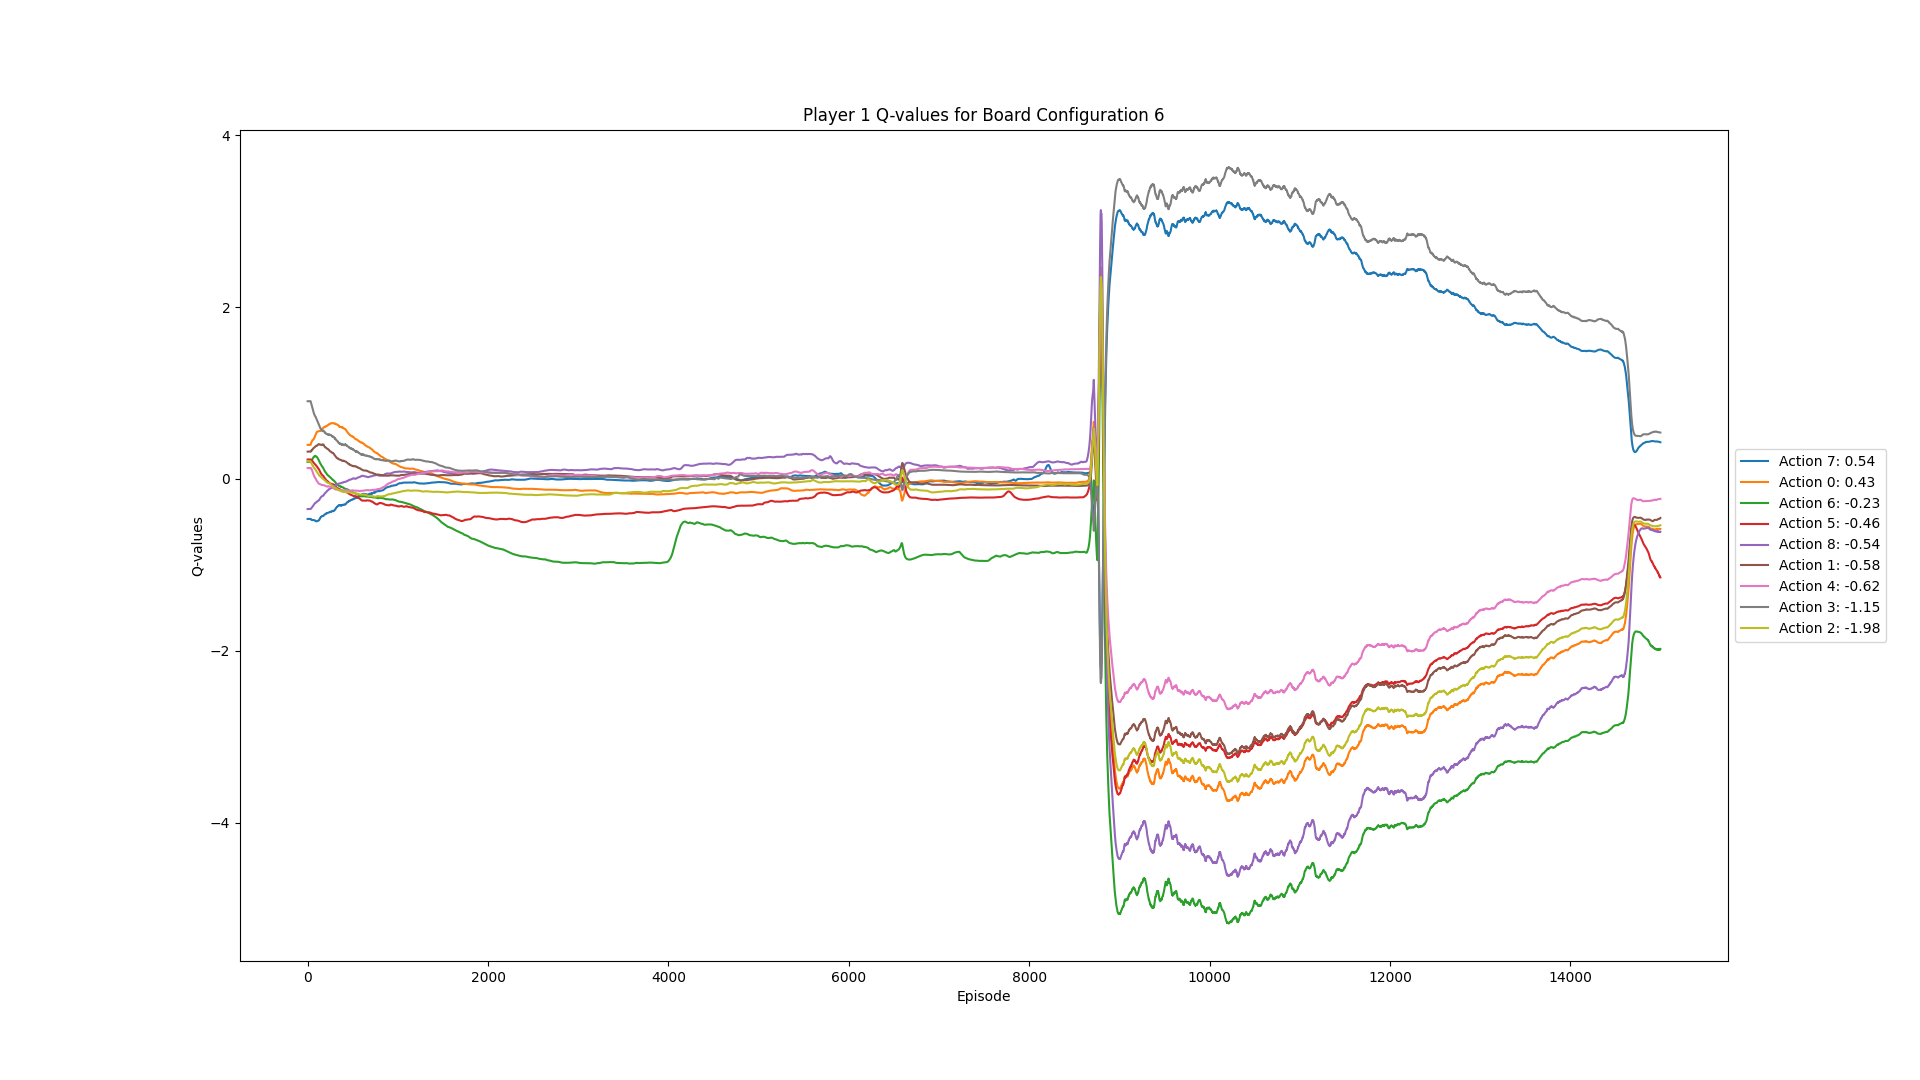 Player 1 Q-values for Board Configuration 6
4
2
0
−2
−4
Q-values
0 2000 4000 6000 8000 10000 12000 14000
Episode
Action 7: 0.54
Action 0: 0.43
Action 6: -0.23
Action 5: -0.46
Action 8: -0.54
Action 1: -0.58
Action 4: -0.62
Action 3: -1.15
Action 2: -1.98